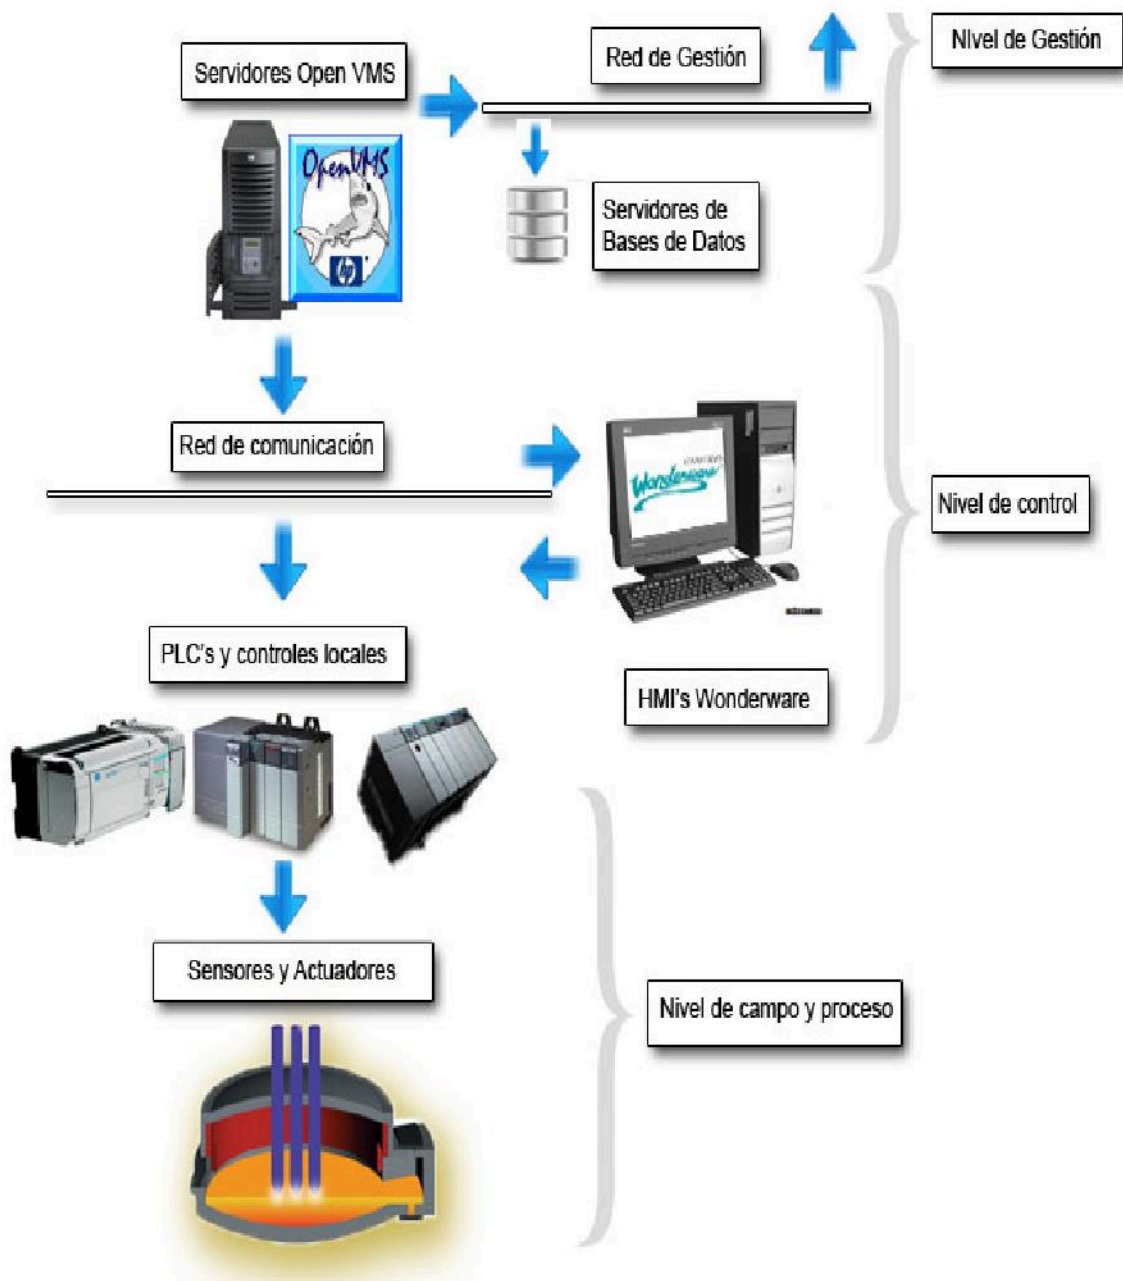 Servidores Open VMS
Red de Gestión
NIvel de Gestión
OpenVMS
hp
Servidores de
Bases de Datos
Red de comunicación
Wonderware
Nivel de control
PLC's y controles locales
HMI's Wonderware
Sensores y Actuadores
Nivel de campo y proceso